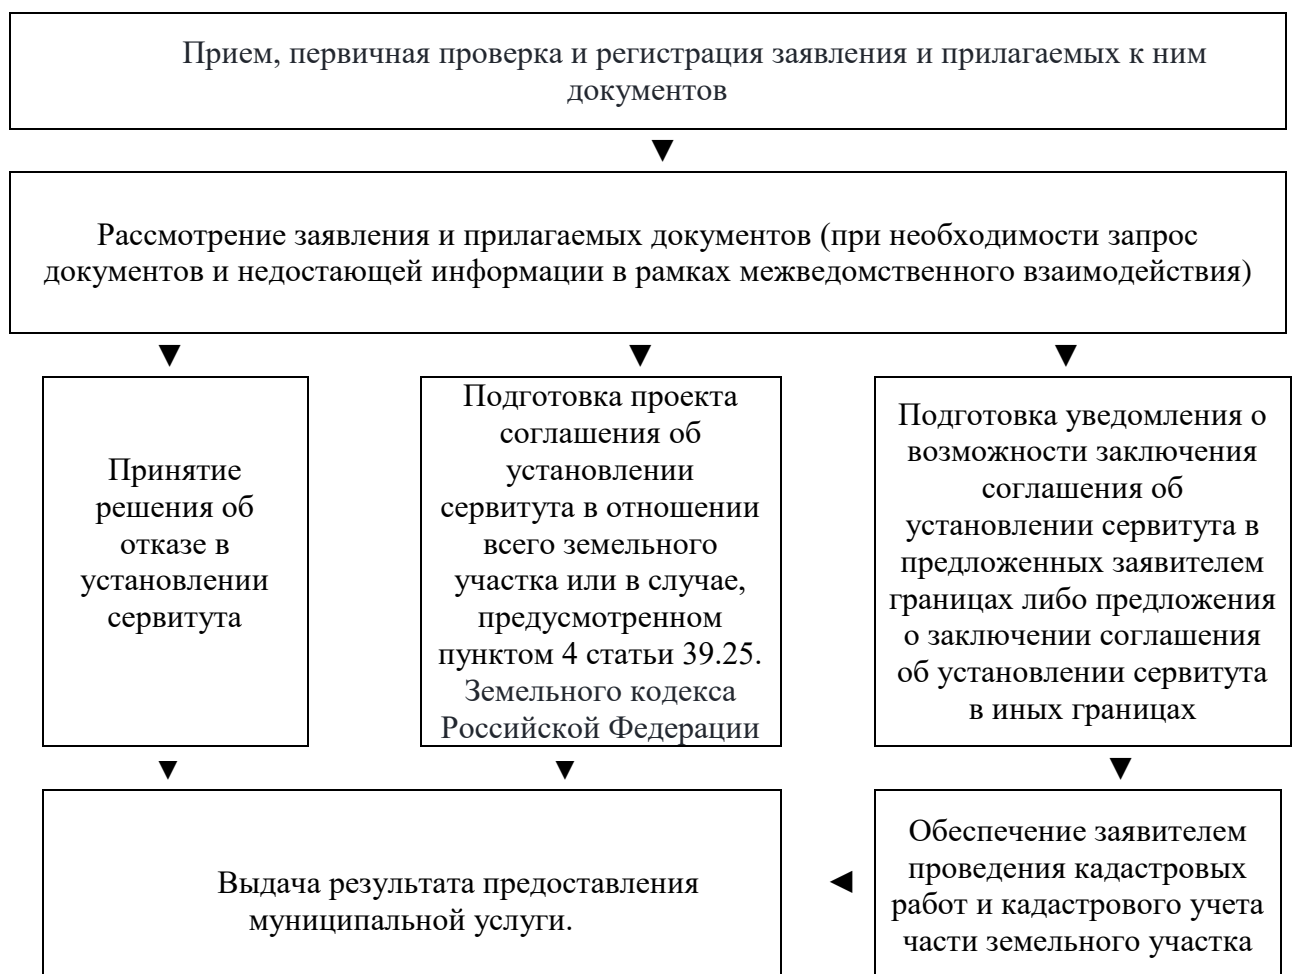 Прием, первичная проверка и регистрация заявления и прилагаемых к ним
документов
Рассмотрение заявления и прилагаемых документов (при необходимости запрос
документов и недостающей информации в рамках межведомственного взаимодействия)
Принятие
решения об
отказе в
установлении
сервитута
Подготовка проекта
соглашения об
установлении
сервитута в отношении
всего земельного
участка или в случае,
предусмотренном
пунктом 4 статьи 39.25.
Земельного кодекса
Российской Федерации
Подготовка уведомления о
возможности заключения
соглашения об
установлении сервитута в
предложенных заявителем
границах либо предложения
о заключении соглашения
об установлении сервитута
в иных границах
Выдача результата предоставления
муниципальной услуги.
Обеспечение заявителем
проведения кадастровых
работ и кадастрового учета
части земельного участка